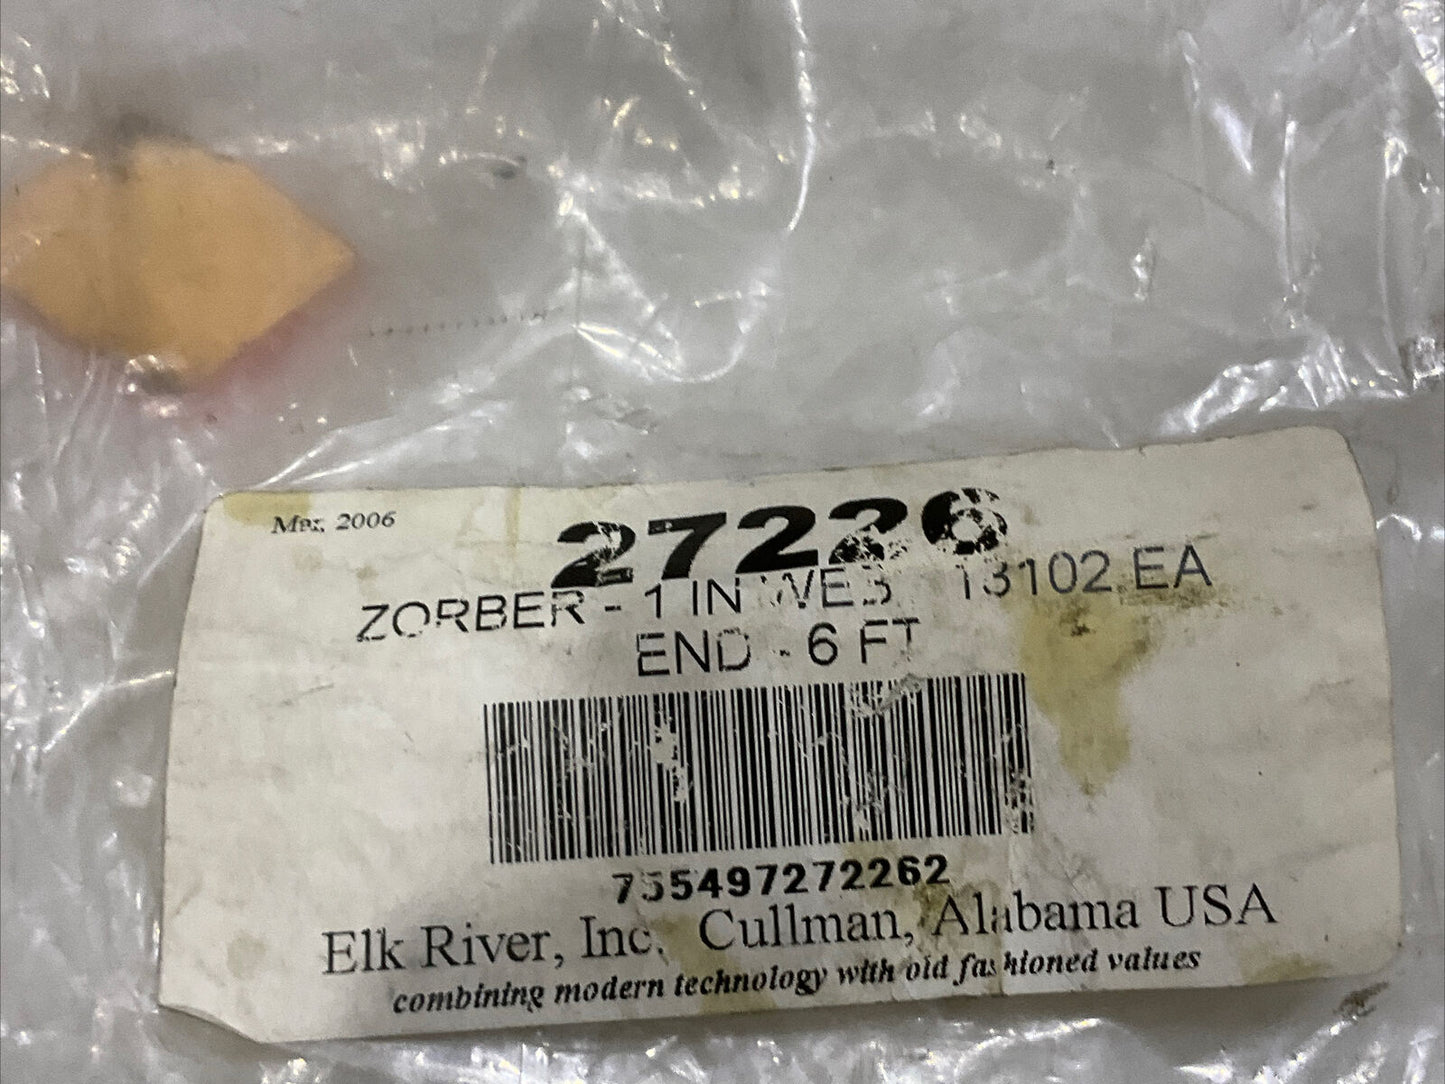 Mar, 2006
27226
ZORBER - 1 IN WEB 13102 EA
END - 6 FT
755497272262
Elk River, Inc. Cullman, Alabama USA
combining modern technology with old fashioned values